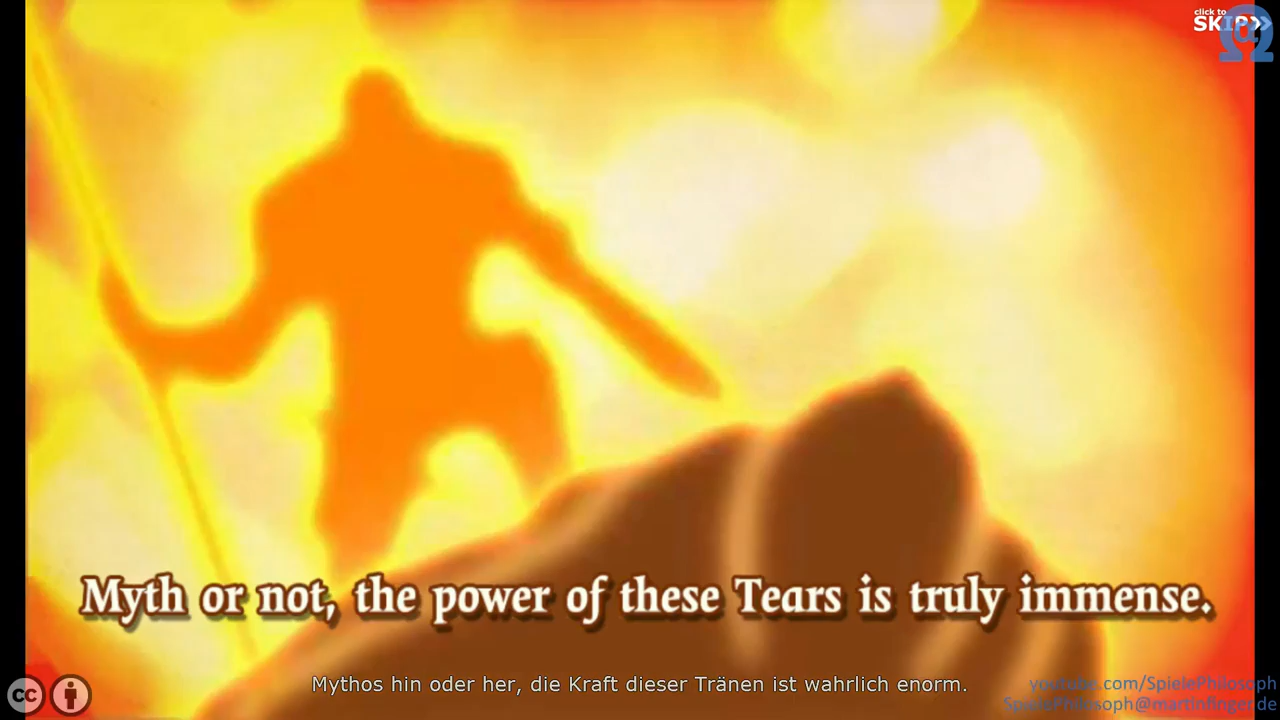 click to
SKIP
Myth or not, the power of these Tears is truly immense.
Mythos hin oder her, die Kraft dieser Tränen ist wahrlich enorm.
cc
youtube.com/SpielePhilosoph
SpielePhilosoph@martinfinger.de